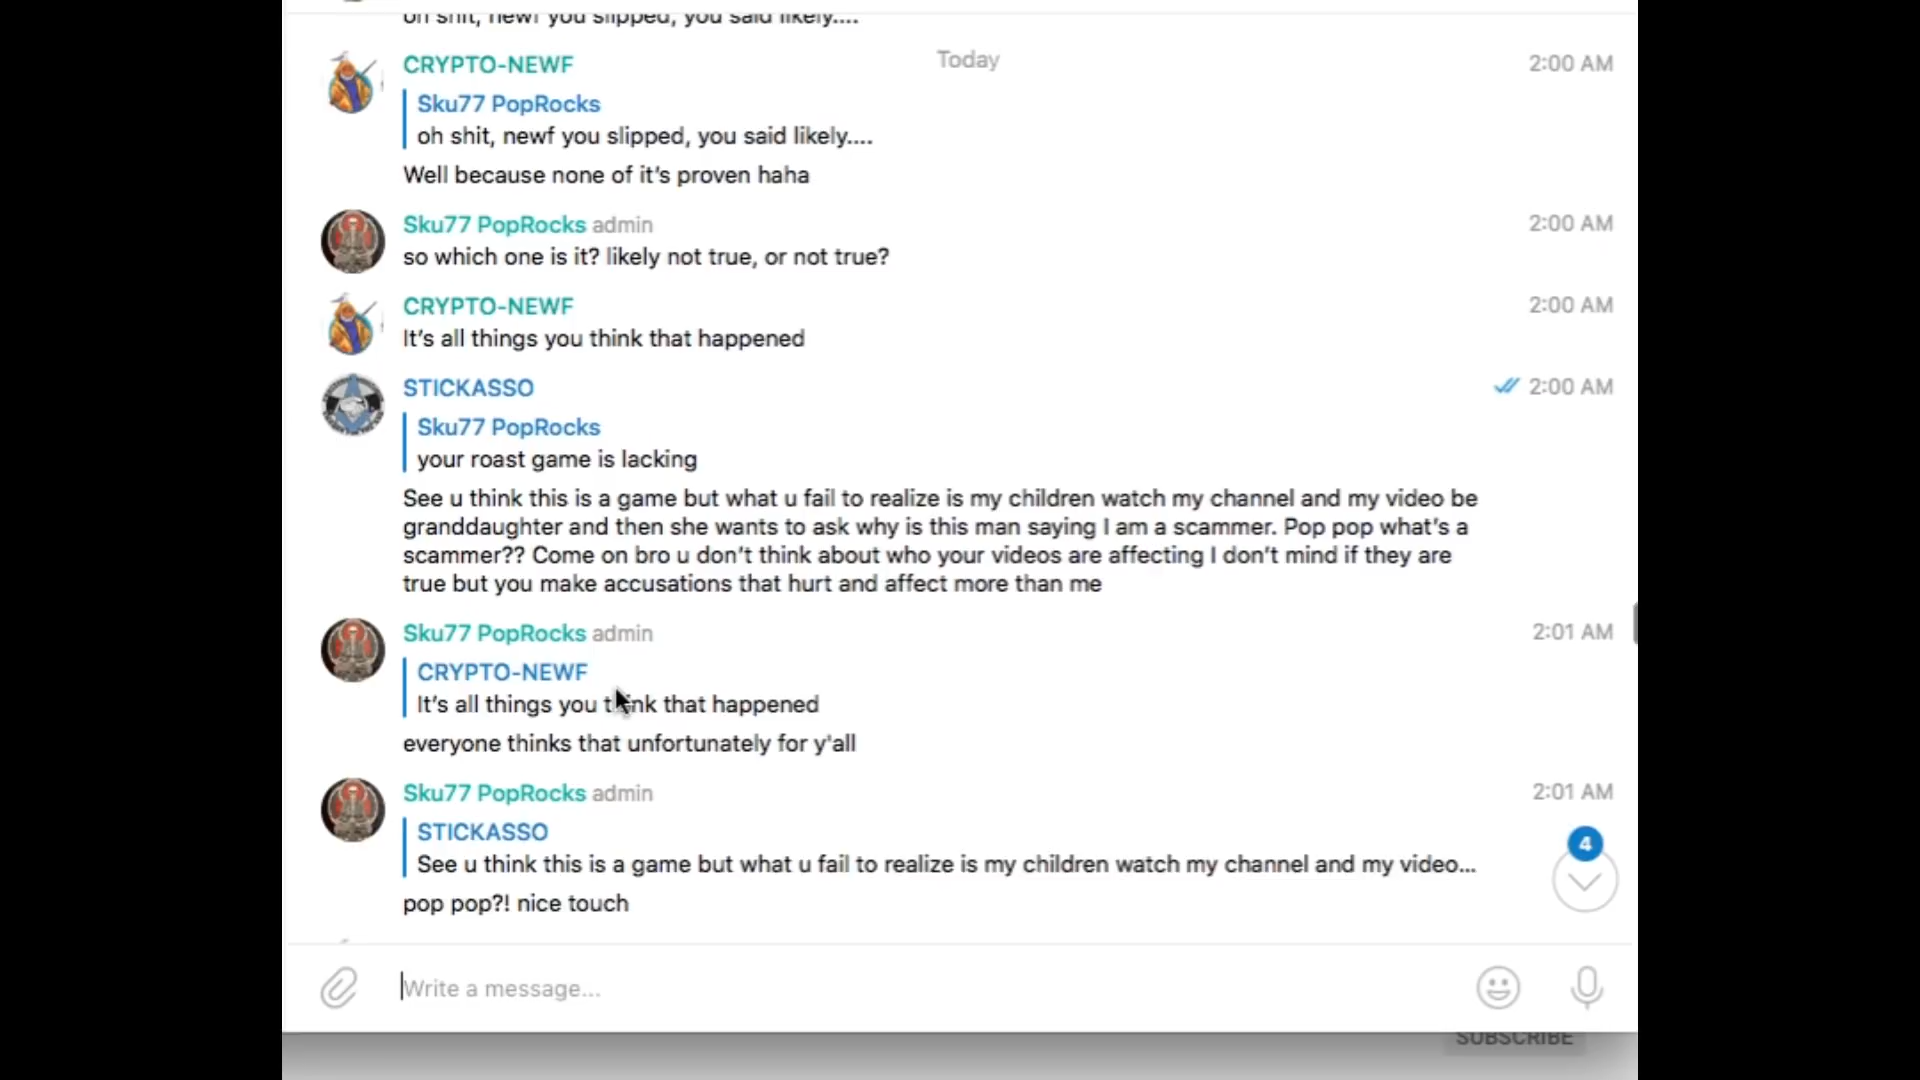 oh shit, newf you slipped, you said likely....
Today
CRYPTO-NEWF 2:00 AM
Sku77 PopRocks
oh shit, newf you slipped, you said likely....
Well because none of it's proven haha
Sku77 PopRocks admin 2:00 AM
so which one is it? likely not true, or not true?
CRYPTO-NEWF 2:00 AM
It's all things you think that happened
STICKASSO 2:00 AM
Sku77 PopRocks
your roast game is lacking
See u think this is a game but what u fail to realize is my children watch my channel and my video be
granddaughter and then she wants to ask why is this man saying I am a scammer. Pop pop what's a
scammer?? Come on bro u don't think about who your videos are affecting I don't mind if they are
true but you make accusations that hurt and affect more than me
Sku77 PopRocks admin 2:01 AM
CRYPTO-NEWF
It's all things you think that happened
everyone thinks that unfortunately for y'all
Sku77 PopRocks admin 2:01 AM
STICKASSO
See u think this is a game but what u fail to realize is my children watch my channel and my video...
pop pop?! nice touch
4
Write a message...
SUBSCRIBE